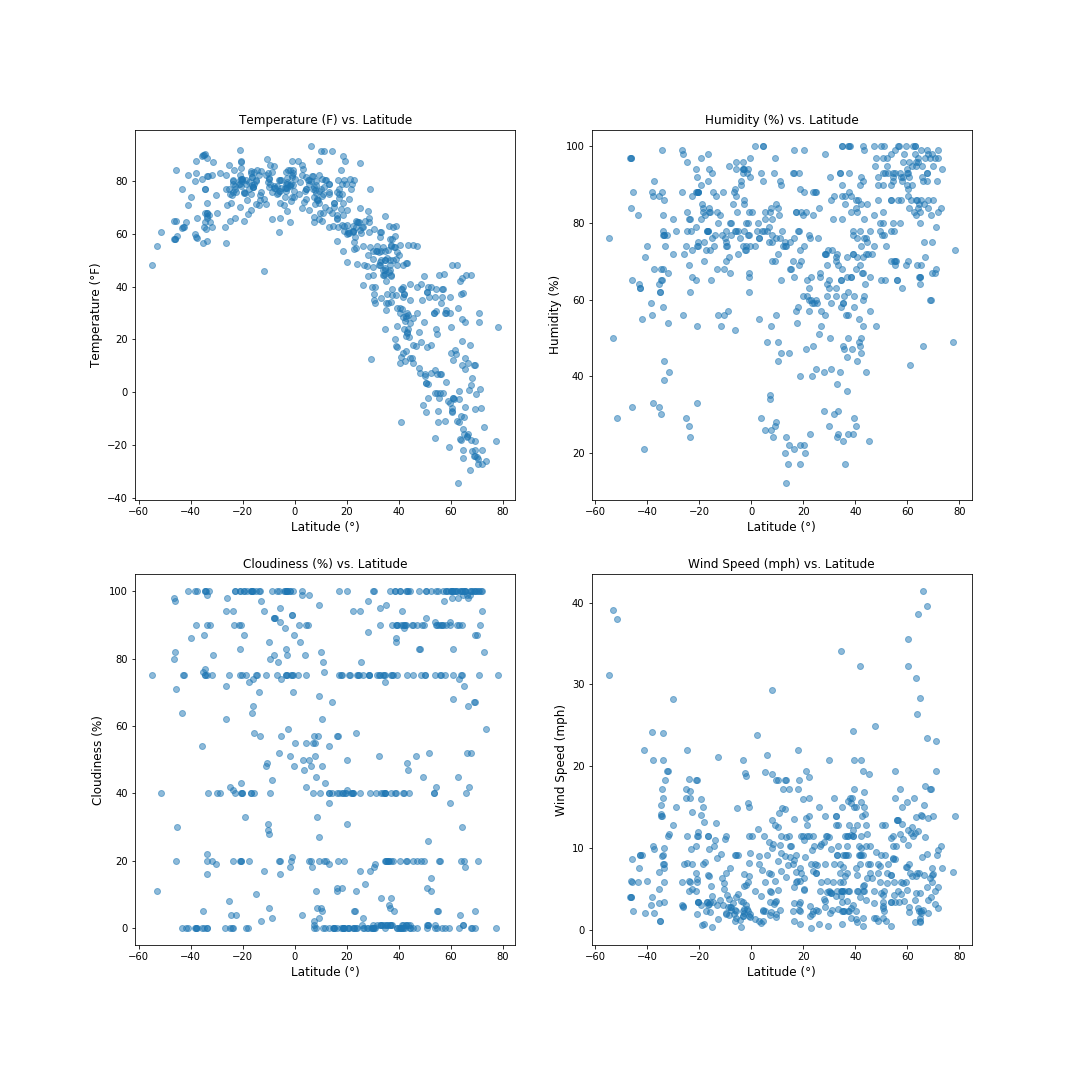 Temperature (F) vs. Latitude
Temperature (°F)
80
60
40
20
0
−20
−40
−60 −40 −20 0 20 40 60 80
Latitude (°)
Humidity (%) vs. Latitude
Humidity (%)
100
80
60
40
20
−60 −40 −20 0 20 40 60 80
Latitude (°)
Cloudiness (%) vs. Latitude
Cloudiness (%)
100
80
60
40
20
0
−60 −40 −20 0 20 40 60 80
Latitude (°)
Wind Speed (mph) vs. Latitude
Wind Speed (mph)
40
30
20
10
0
−60 −40 −20 0 20 40 60 80
Latitude (°)